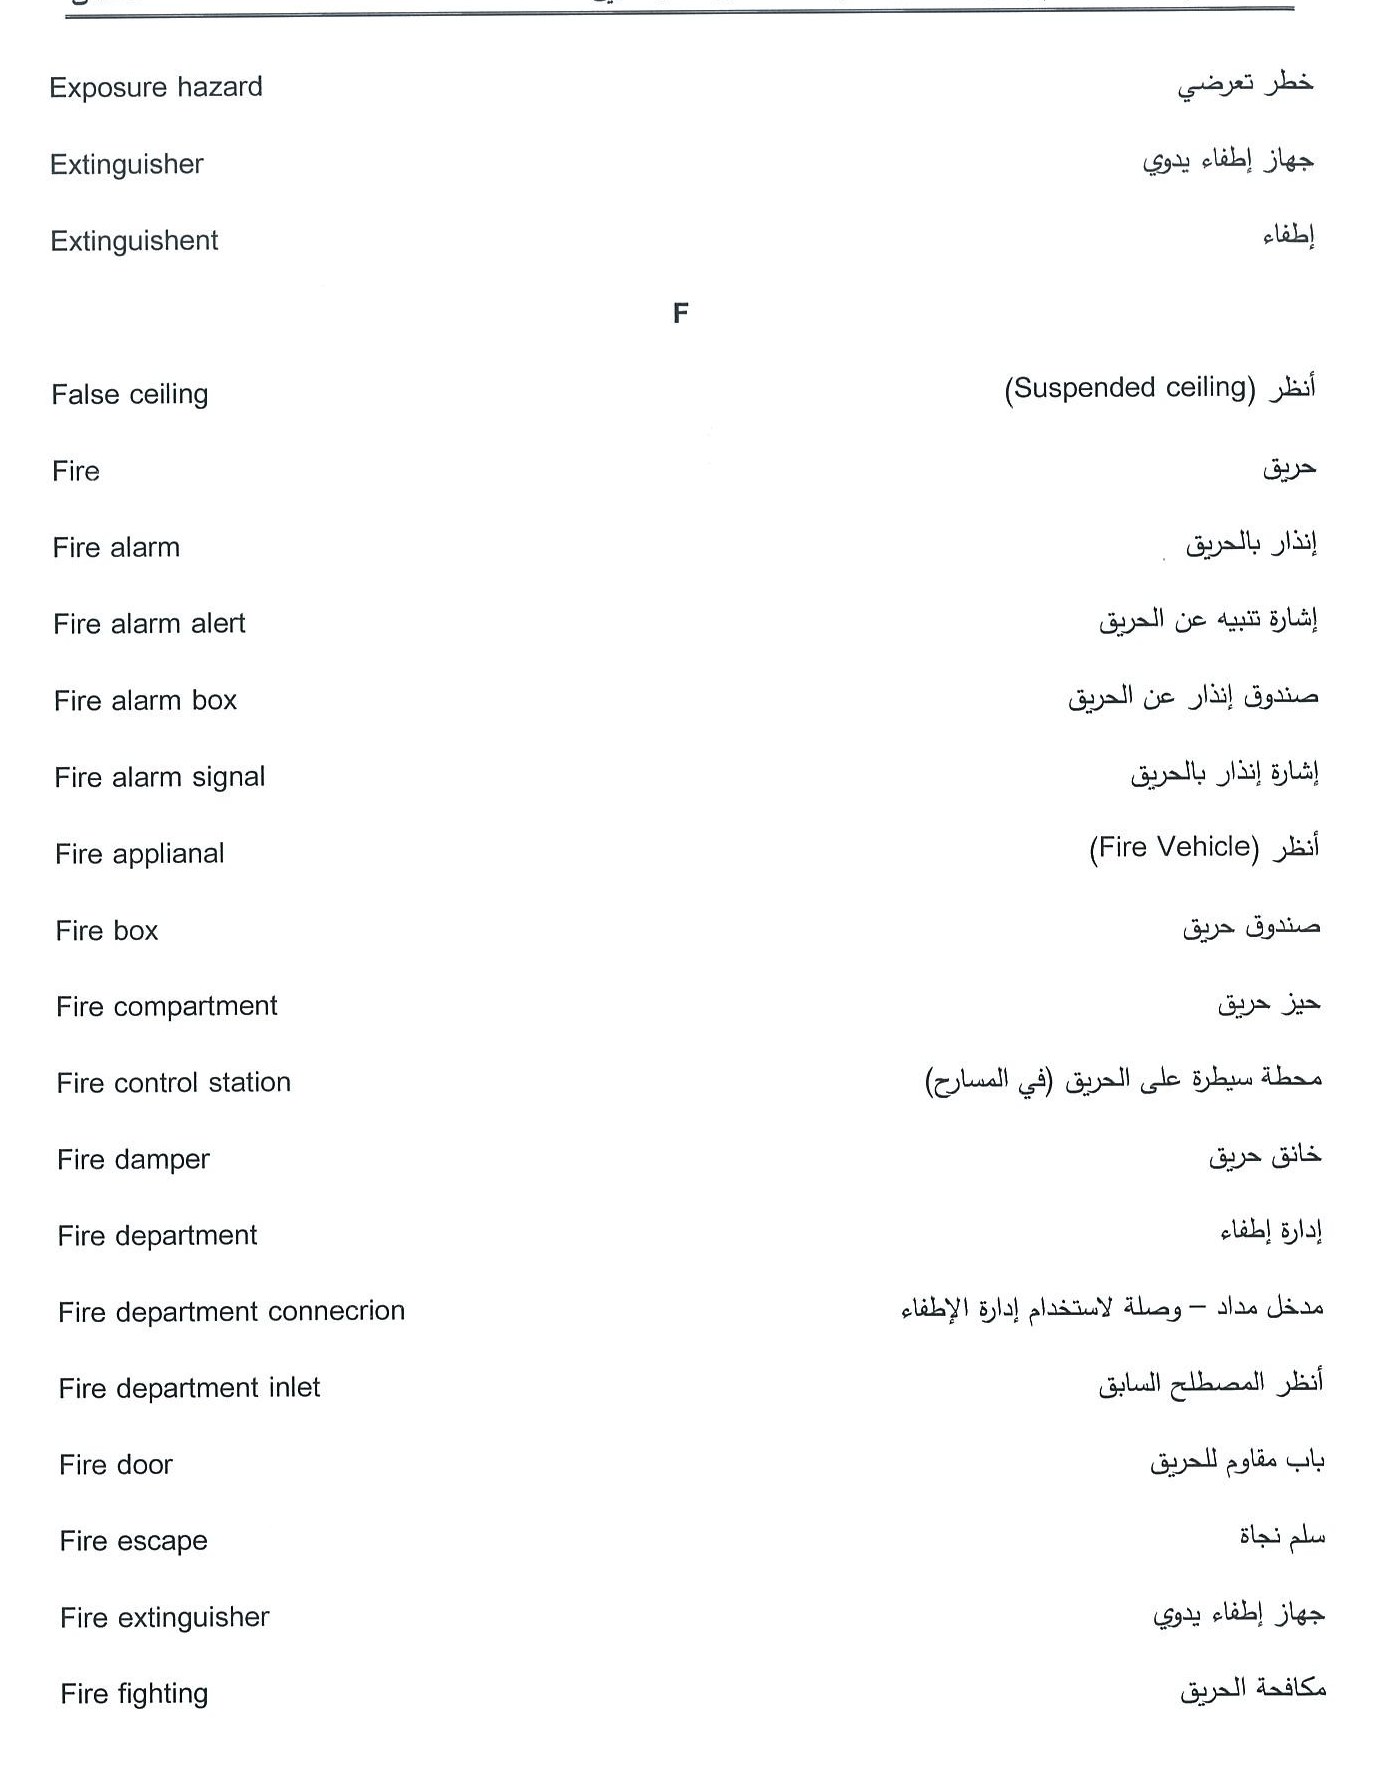 Exposure hazard خطر تعرضي
Extinguisher جهاز إطفاء يدوي
Extinguishent إطفاء
F
False ceiling أنظر (Suspended ceiling)
Fire حريق
Fire alarm إنذار بالحريق
Fire alarm alert إشارة تنبيه عن الحريق
Fire alarm box صندوق إنذار عن الحريق
Fire alarm signal إشارة إنذار بالحريق
Fire applianal أنظر (Fire Vehicle)
Fire box صندوق حريق
Fire compartment حيز حريق
Fire control station محطة سيطرة على الحريق (في المسارح)
Fire damper خانق حريق
Fire department إدارة إطفاء
Fire department connecrion مدخل مداد – وصلة لاستخدام إدارة الإطفاء
Fire department inlet أنظر المصطلح السابق
Fire door باب مقاوم للحريق
Fire escape سلم نجاة
Fire extinguisher جهاز إطفاء يدوي
Fire fighting مكافحة الحريق